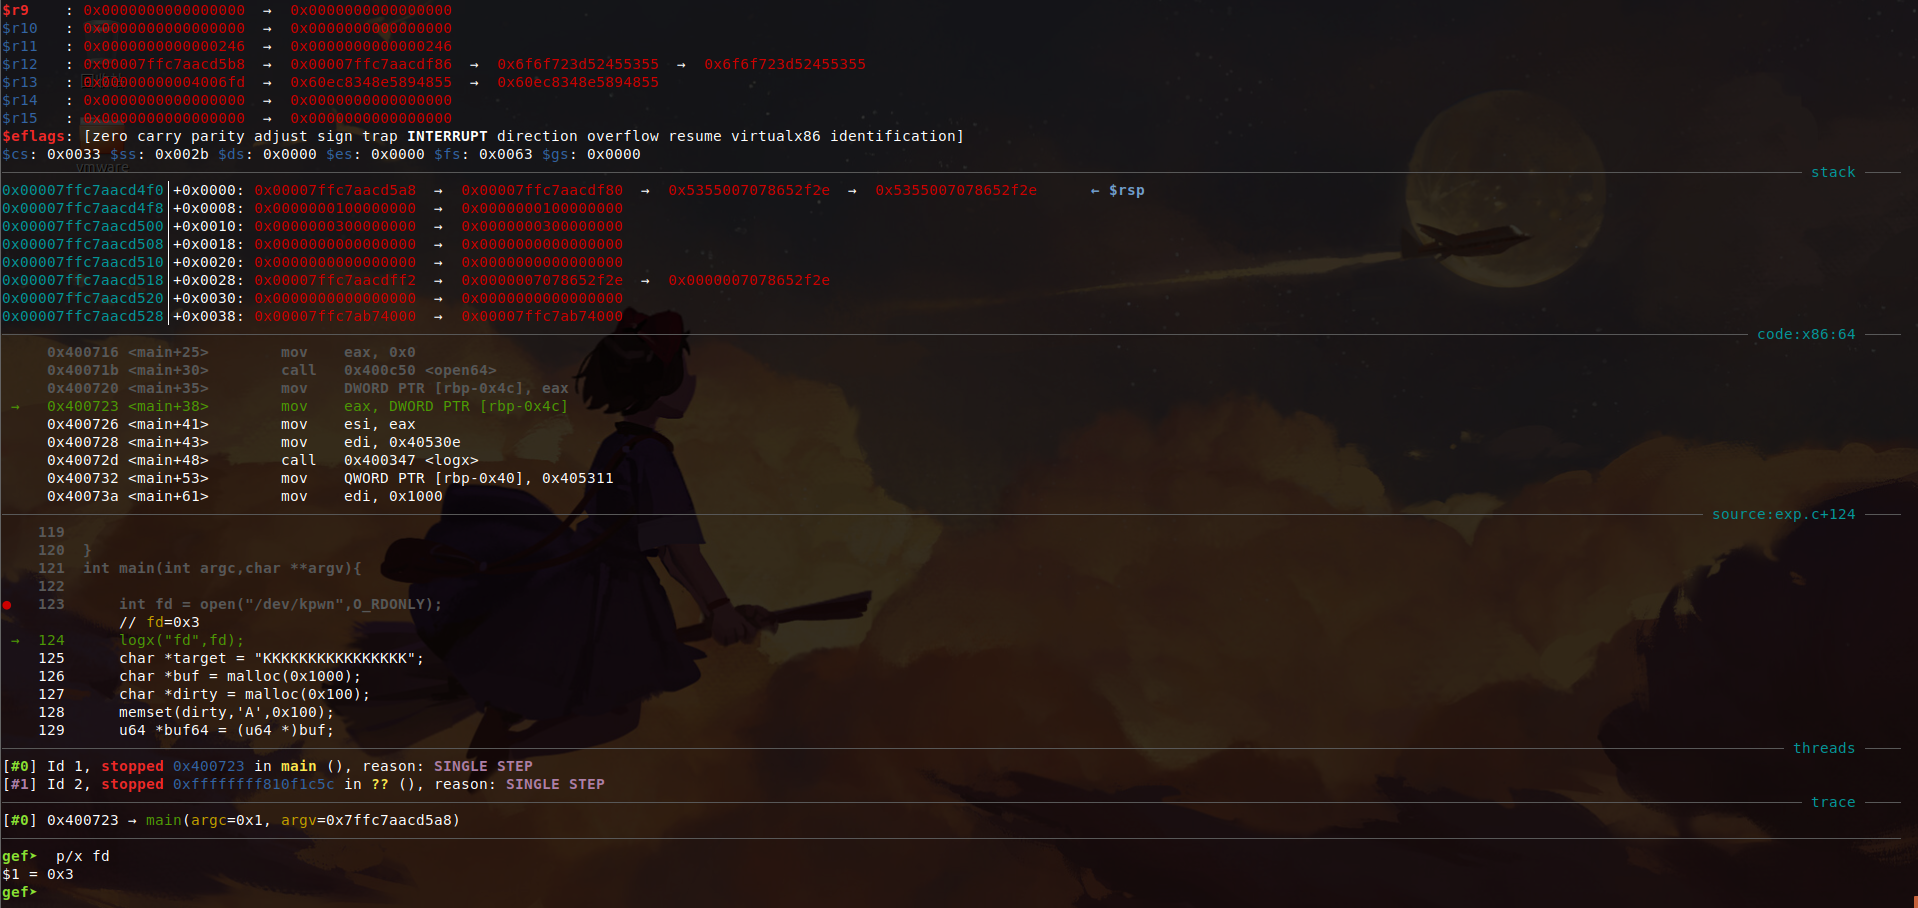 $r9    : 0x0000000000000000  →  0x0000000000000000
$r10   : 0x0000000000000000  →  0x0000000000000000
$r11   : 0x0000000000000246  →  0x0000000000000246
$r12   : 0x00007ffc7aacd5b8  →  0x00007ffc7aacdf86  →  0x6f6f723d52455355  →  0x6f6f723d52455355
$r13   : 0x00000000004006fd  →  0x60ec8348e5894855  →  0x60ec8348e5894855
$r14   : 0x0000000000000000  →  0x0000000000000000
$r15   : 0x0000000000000000  →  0x0000000000000000
$eflags: [zero carry parity adjust sign trap INTERRUPT direction overflow resume virtualx86 identification]
$cs: 0x0033 $ss: 0x002b $ds: 0x0000 $es: 0x0000 $fs: 0x0063 $gs: 0x0000
vmware
stack
0x00007ffc7aacd4f0│+0x0000: 0x00007ffc7aacd5a8  →  0x00007ffc7aacdf80  →  0x5355007078652f2e  →  0x5355007078652f2e      ← $rsp
0x00007ffc7aacd4f8│+0x0008: 0x0000000100000000  →  0x0000000100000000
0x00007ffc7aacd500│+0x0010: 0x0000000300000000  →  0x0000000300000000
0x00007ffc7aacd508│+0x0018: 0x0000000000000000  →  0x0000000000000000
0x00007ffc7aacd510│+0x0020: 0x0000000000000000  →  0x0000000000000000
0x00007ffc7aacd518│+0x0028: 0x00007ffc7aacdff2  →  0x0000007078652f2e  →  0x0000007078652f2e
0x00007ffc7aacd520│+0x0030: 0x0000000000000000  →  0x0000000000000000
0x00007ffc7aacd528│+0x0038: 0x00007ffc7ab74000  →  0x00007ffc7ab74000
code:x86:64
0x400716 <main+25>        mov    eax, 0x0
0x40071b <main+30>        call   0x400c50 <open64>
0x400720 <main+35>        mov    DWORD PTR [rbp-0x4c], eax
→   0x400723 <main+38>        mov    eax, DWORD PTR [rbp-0x4c]
0x400726 <main+41>        mov    esi, eax
0x400728 <main+43>        mov    edi, 0x40530e
0x40072d <main+48>        call   0x400347 <logx>
0x400732 <main+53>        mov    QWORD PTR [rbp-0x40], 0x405311
0x40073a <main+61>        mov    edi, 0x1000
source:exp.c+124
119
120  }
121  int main(int argc,char **argv){
122
●   123      int fd = open("/dev/kpwn",O_RDONLY);
// fd=0x3
→  124      logx("fd",fd);
125      char *target = "KKKKKKKKKKKKKKKK";
126      char *buf = malloc(0x1000);
127      char *dirty = malloc(0x100);
128      memset(dirty,'A',0x100);
129      u64 *buf64 = (u64 *)buf;
threads
[#0] Id 1, stopped 0x400723 in main (), reason: SINGLE STEP
[#1] Id 2, stopped 0xffffffff810f1c5c in ?? (), reason: SINGLE STEP
trace
[#0] 0x400723 → main(argc=0x1, argv=0x7ffc7aacd5a8)
gef➤  p/x fd
$1 = 0x3
gef➤